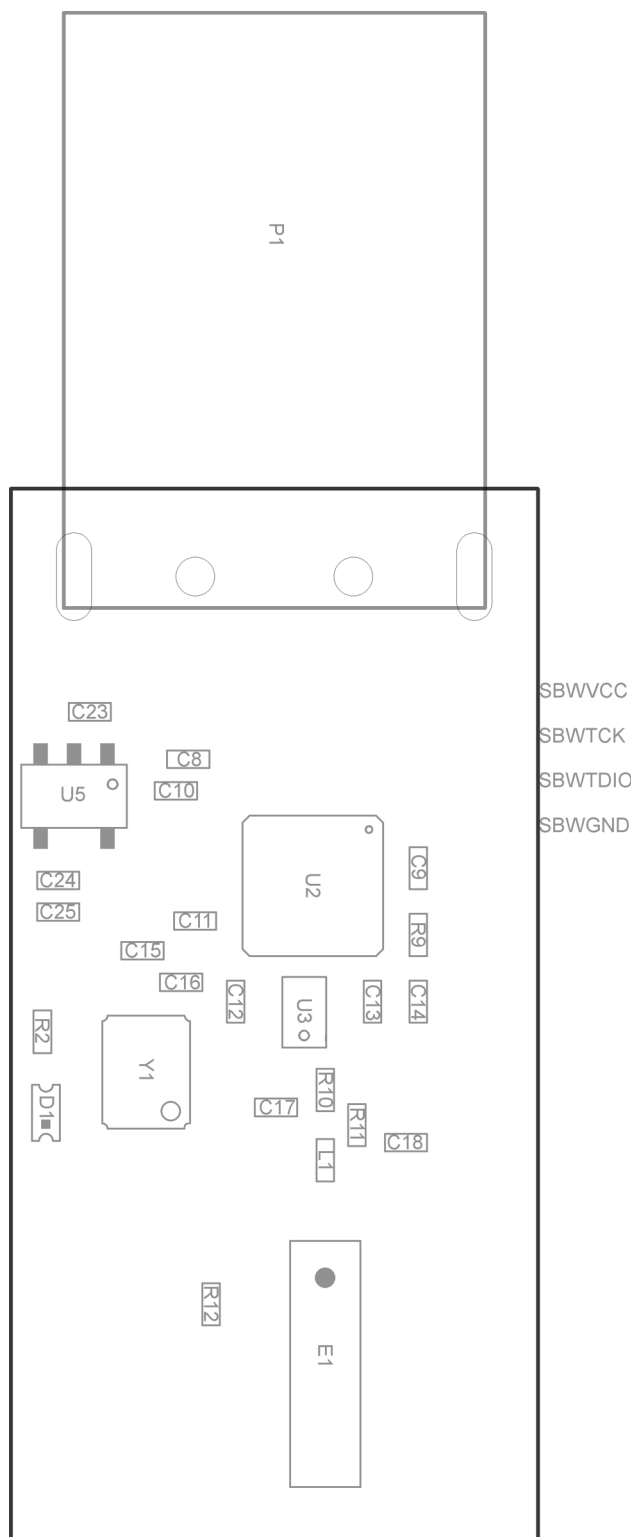 P1
SBWVCC
C23
SBWTCK
C8
SBWTDIO
U5
C10
SBWGND
C9
C24
U2
C25
C11
R9
C15
C16
C12
U3
C13
C14
R2
Y1
R10
D1
C17
R11
C18
L1
R12
E1